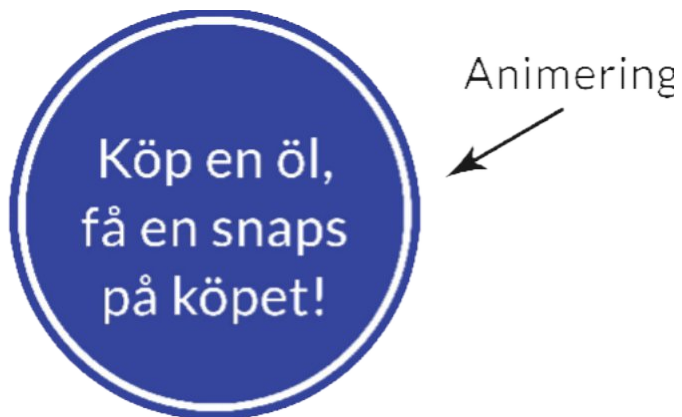 Animering
Köp en öl,
få en snaps
på köpet!